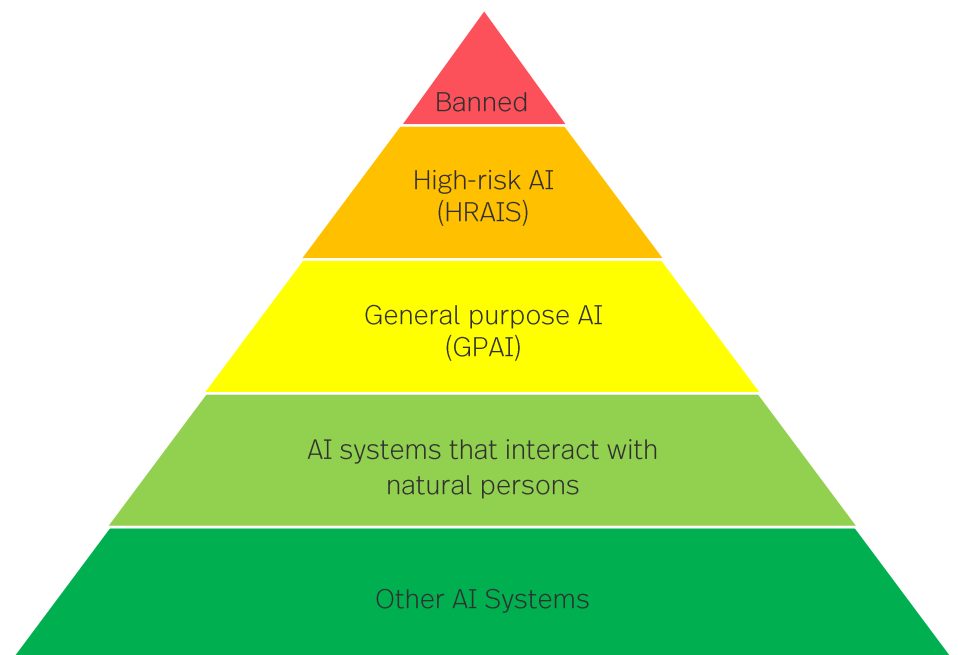 Banned
High-risk AI
(HRAIS)
General purpose AI
(GPAI)
AI systems that interact with
natural persons
Other AI Systems